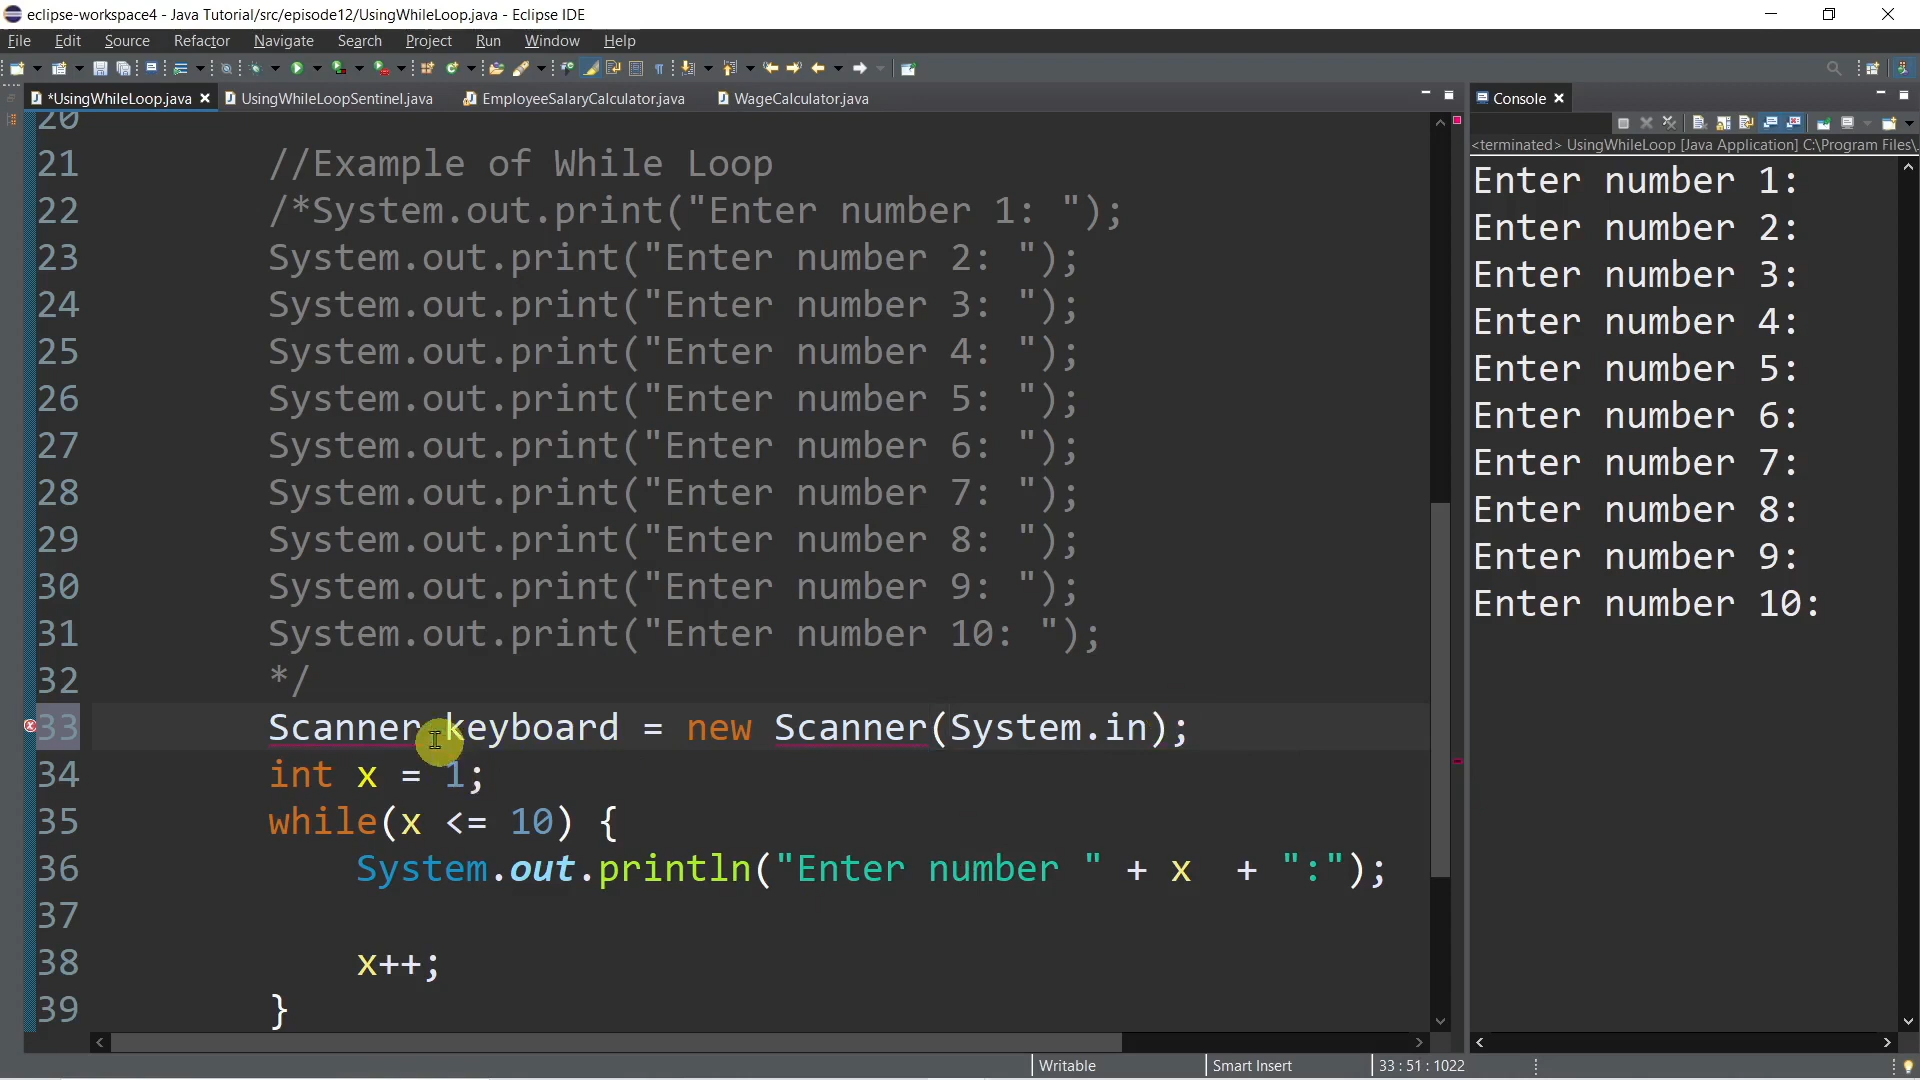 eclipse-workspace4 - Java Tutorial/src/episode12/UsingWhileLoop.java - Eclipse IDE
File Edit Source Refactor Navigate Search Project Run Window Help
*UsingWhileLoop.java UsingWhileLoopSentinel.java EmployeeSalaryCalculator.java WageCalculator.java
20
21 //Example of While Loop
22 /*System.out.print("Enter number 1: ");
23 System.out.print("Enter number 2: ");
24 System.out.print("Enter number 3: ");
25 System.out.print("Enter number 4: ");
26 System.out.print("Enter number 5: ");
27 System.out.print("Enter number 6: ");
28 System.out.print("Enter number 7: ");
29 System.out.print("Enter number 8: ");
30 System.out.print("Enter number 9: ");
31 System.out.print("Enter number 10: ");
32 */
33 Scanner keyboard = new Scanner(System.in);
34 int x = 1;
35 while(x <= 10) {
36 System.out.println("Enter number " + x  + ":");
37
38 x++;
39 }
Console
<terminated> UsingWhileLoop [Java Application] C:\Program Files\.
Enter number 1:
Enter number 2:
Enter number 3:
Enter number 4:
Enter number 5:
Enter number 6:
Enter number 7:
Enter number 8:
Enter number 9:
Enter number 10:
Writable Smart Insert 33 : 51 : 1022